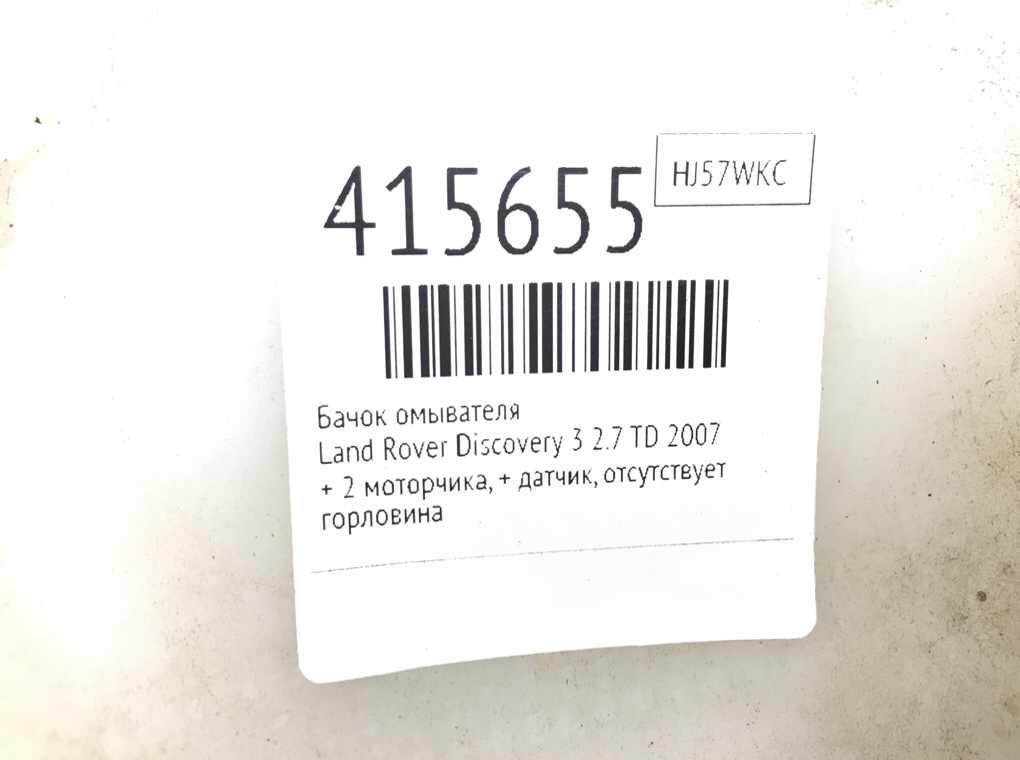 415655
HJ57WKC
Бачок омывателя
Land Rover Discovery 3 2.7 TD 2007
+ 2 моторчика, + датчик, отсутствует
горловина